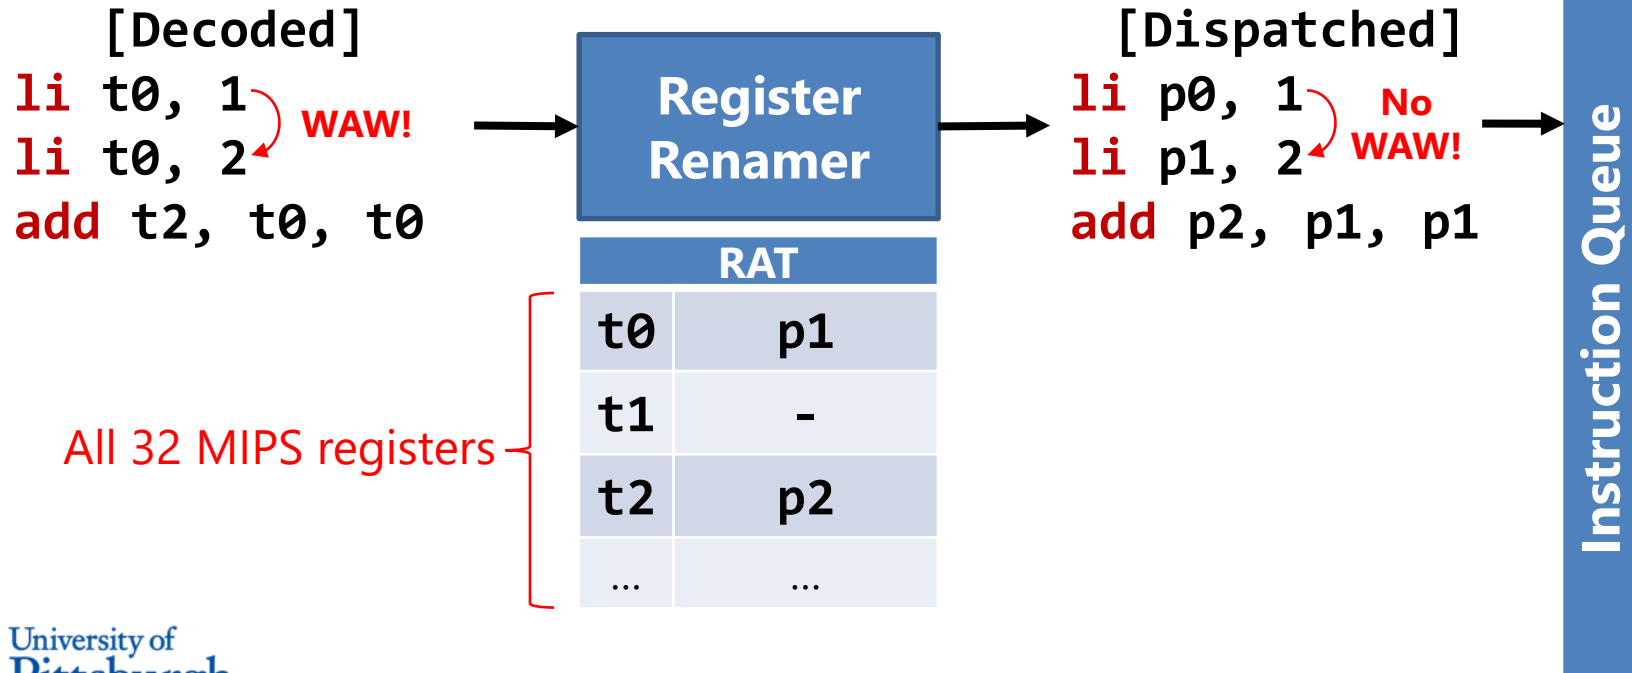 [Decoded]
li t0, 1
li t0, 2
add t2, t0, t0
WAW!
Register
Renamer
RAT
t0 p1
t1 -
t2 p2
... ...
All 32 MIPS registers
[Dispatched]
li p0, 1
li p1, 2
add p2, p1, p1
No
WAW!
Instruction Queue
University of
Pittsburgh